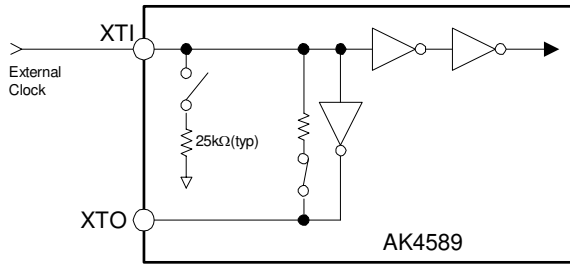 XTI
External
Clock
25kΩ(typ)
XTO
AK4589